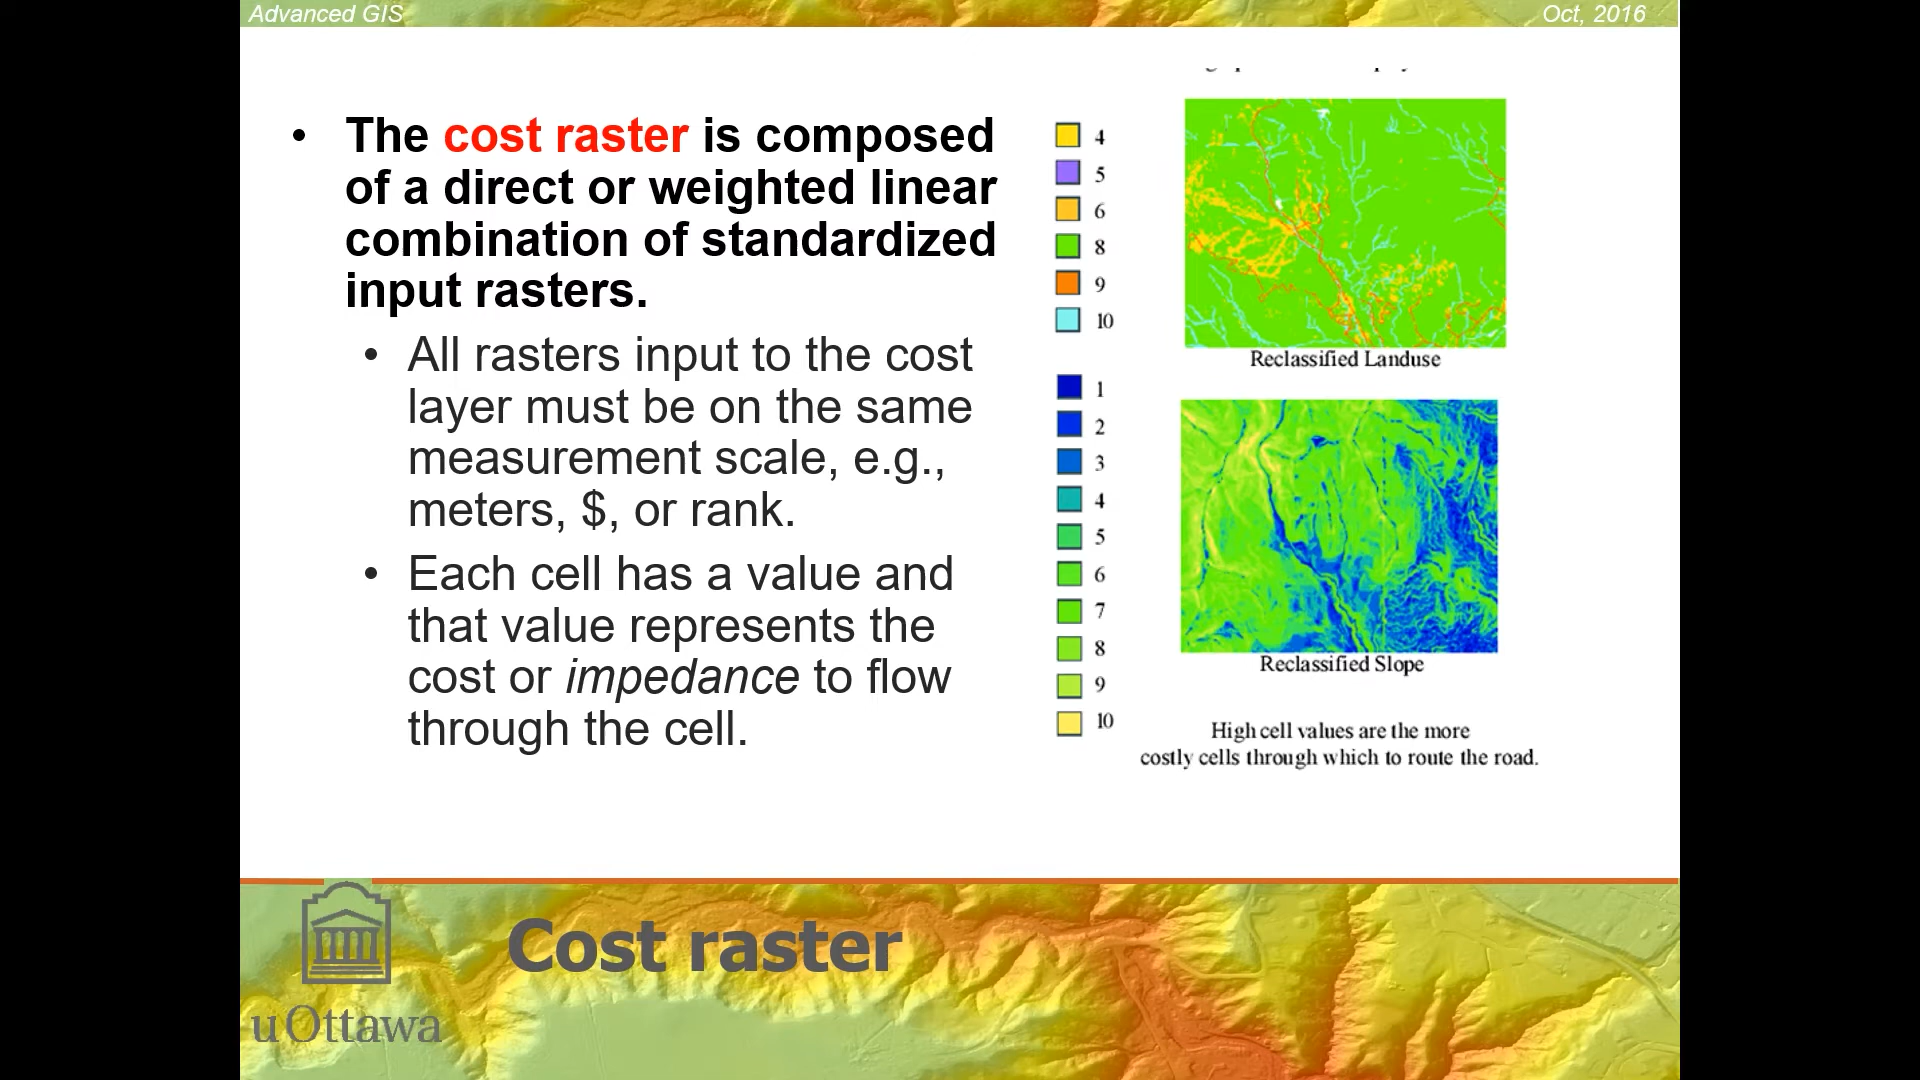 Advanced GIS
Oct, 2016
• The cost raster is composed
of a direct or weighted linear
combination of standardized
input rasters.
• All rasters input to the cost
layer must be on the same
measurement scale, e.g.,
meters, $, or rank.
• Each cell has a value and
that value represents the
cost or impedance to flow
through the cell.
4
5
6
8
9
10
Reclassified Landuse
1
2
3
4
5
6
7
8
9
10
Reclassified Slope
High cell values are the more
costly cells through which to route the road.
Cost raster
uOttawa